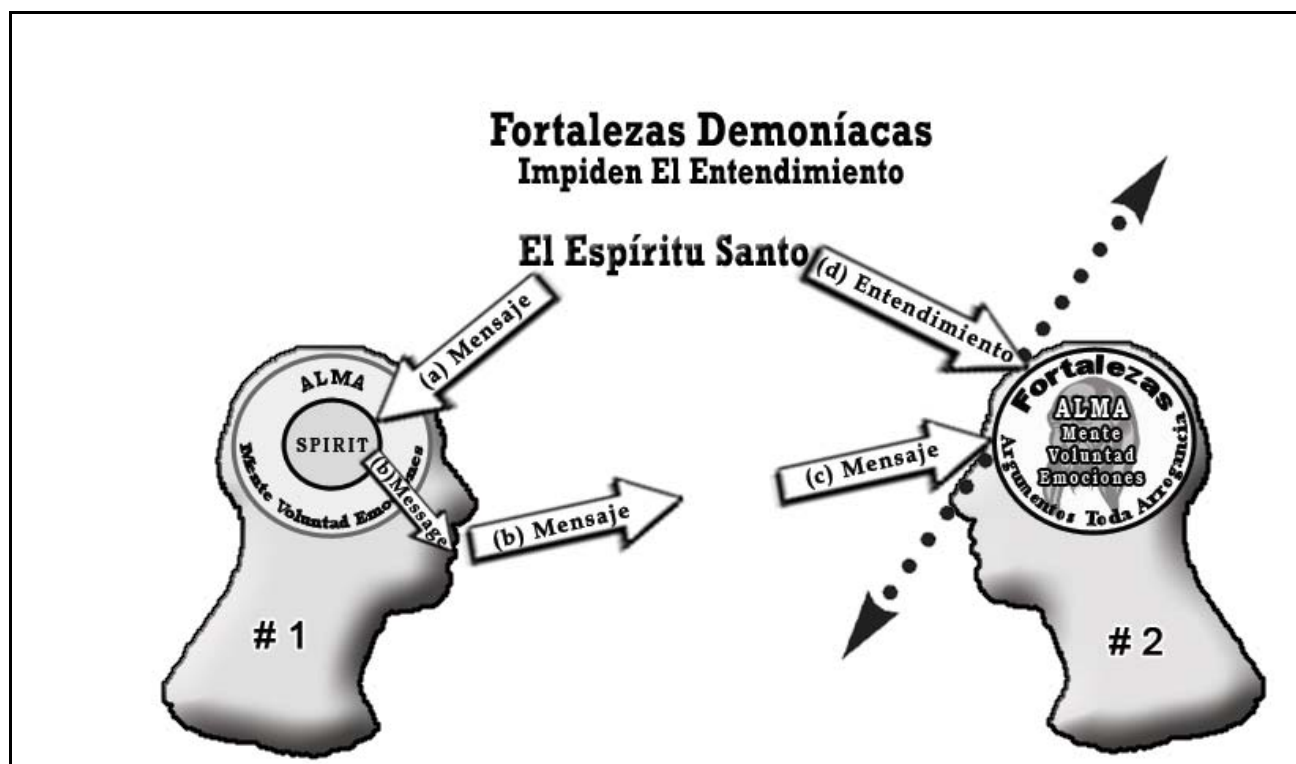 Fortalezas Demoníacas
Impiden El Entendimiento
El Espíritu Santo
(a) Mensaje
(d) Entendimiento
ALMA
SPIRIT
Mente Voluntad Emociones
(b) Message
(b) Mensaje
(c) Mensaje
Fortalezas
ALMA
Mente
Voluntad
Emociones
Argumentos Toda Arrogancia
# 1
# 2